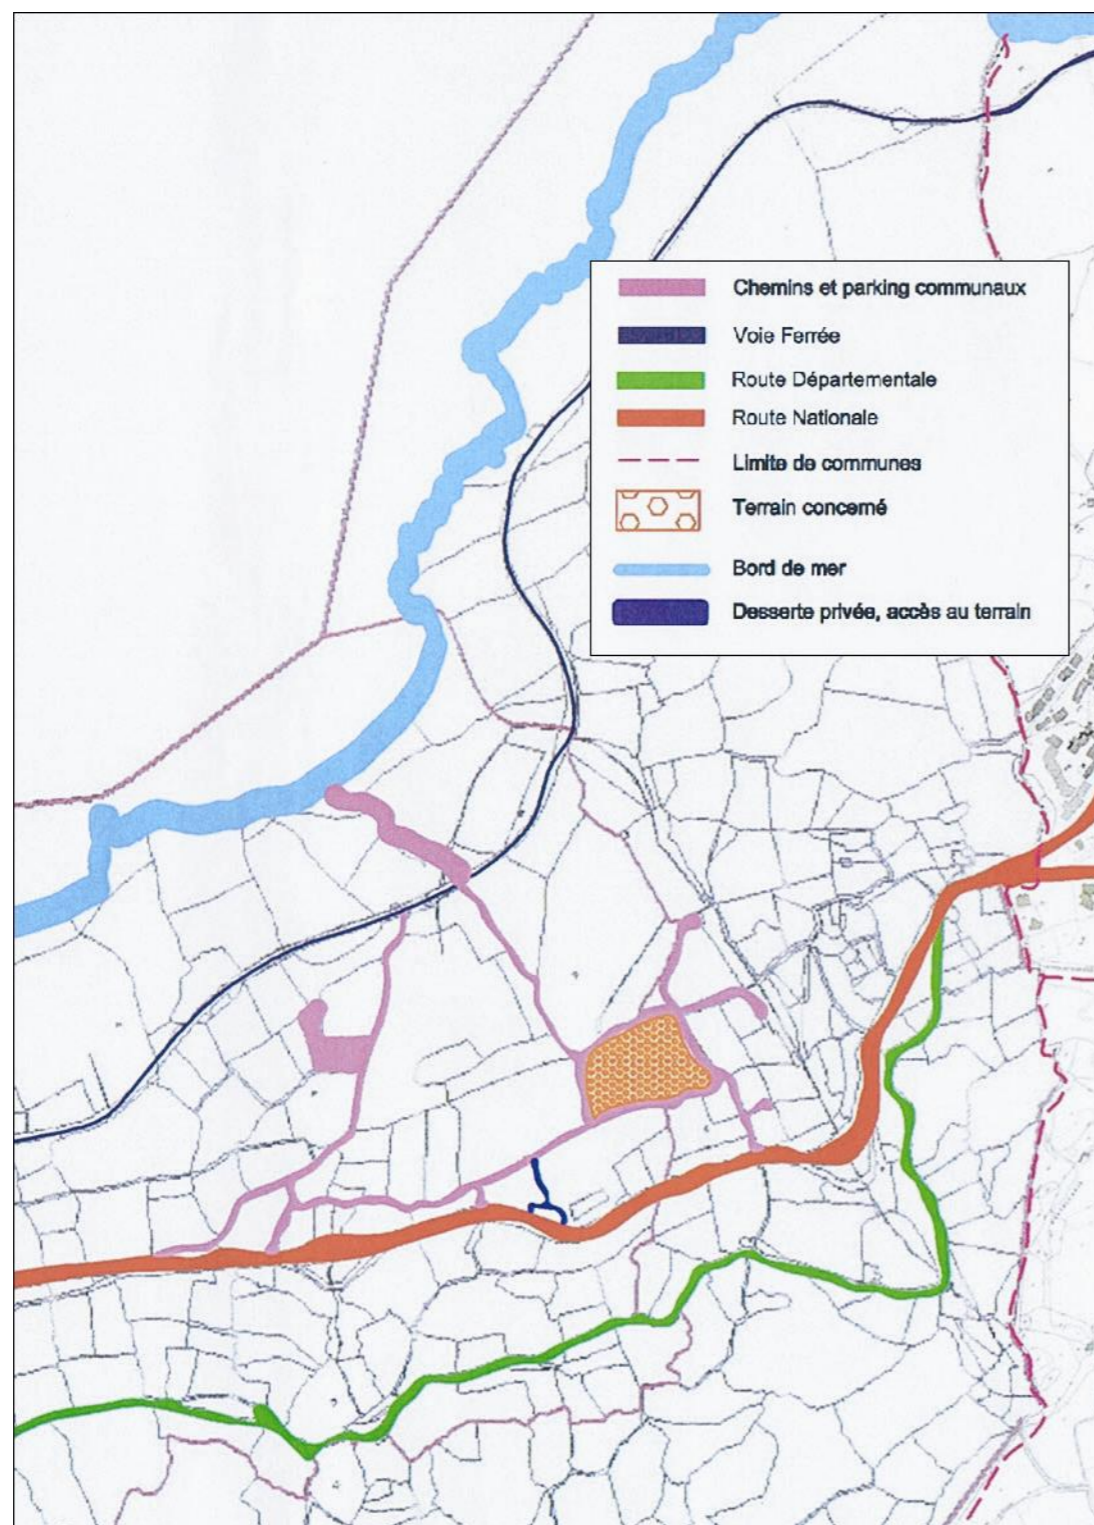 Chemins et parking communaux
Voie Ferrée
Route Départementale
Route Nationale
Limite de communes
Terrain concerné
Bord de mer
Desserte privée, accès au terrain